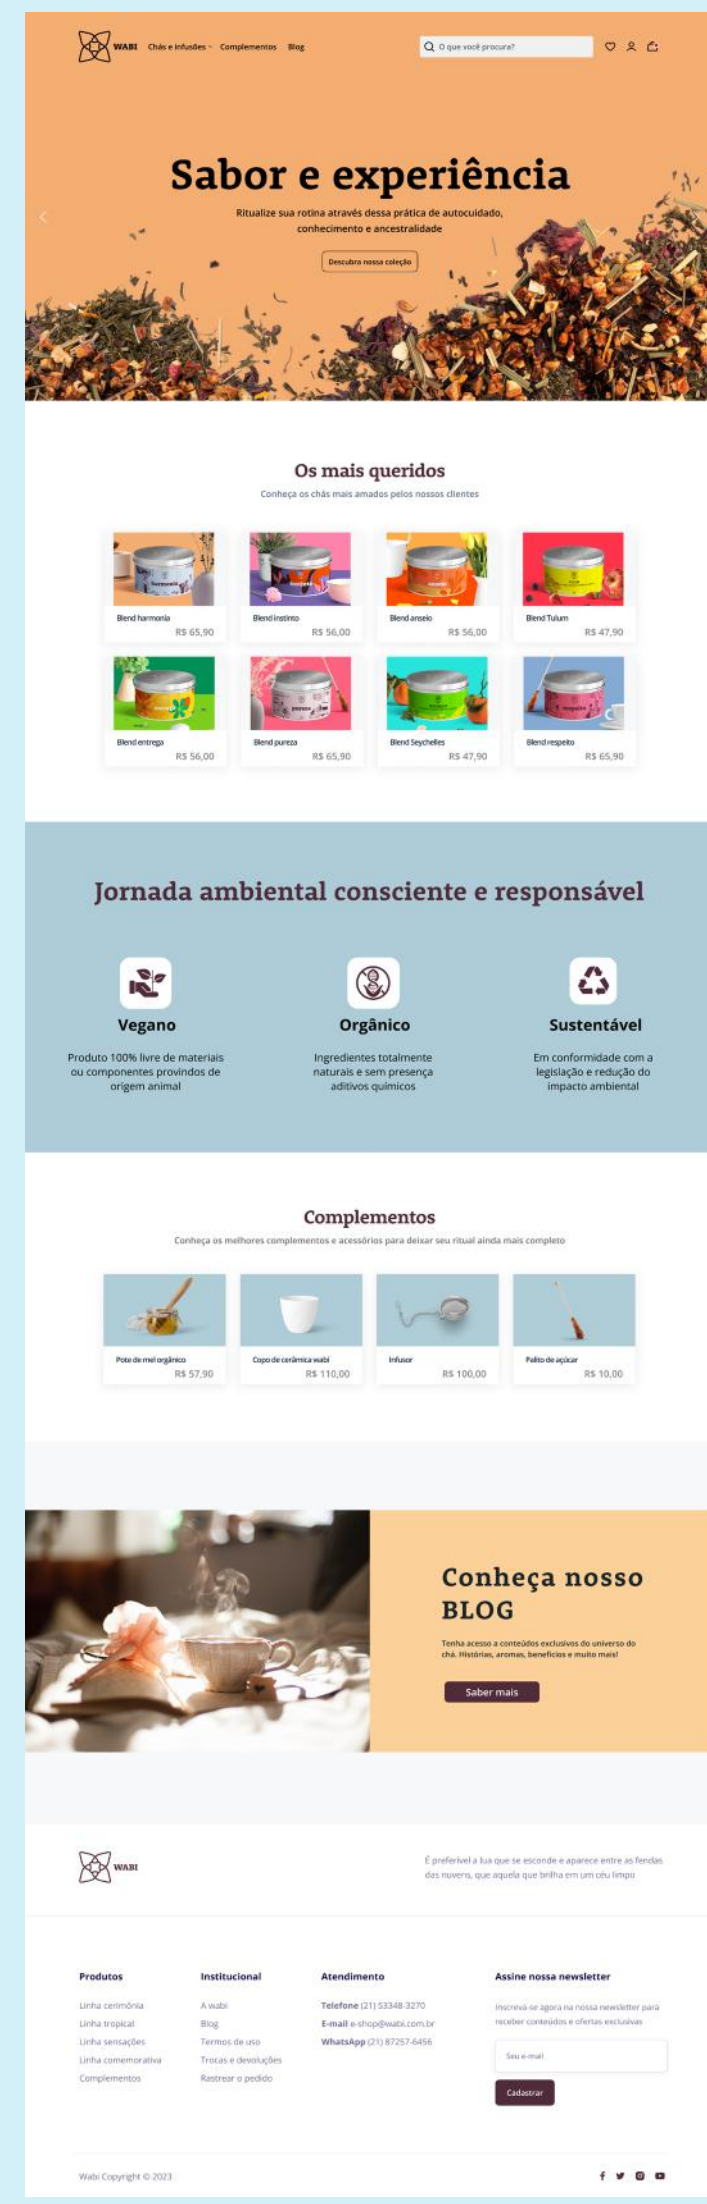 WABI Chás e infusões Complementos Blog
O que você procura?
Sabor e experiência
Ritualize sua rotina através dessa prática de autocuidado,
conhecimento e ancestralidade
Descubra nossa coleção
Os mais queridos
Conheça os chás mais amados pelos nossos clientes
harmonia
Blend harmonia
R$ 65,90
Blend instinto
R$ 56,00
Blend anseio
R$ 56,00
Blend Tulum
R$ 47,90
Blend entrega
R$ 56,00
pureza
Blend pureza
R$ 65,90
Blend Seychelles
R$ 47,90
respeito
Blend respeito
R$ 65,90
Jornada ambiental consciente e responsável
Vegano
Produto 100% livre de materiais
ou componentes provindos de
origem animal
Orgânico
Ingredientes totalmente
naturais e sem presença
aditivos químicos
Sustentável
Em conformidade com a
legislação e redução do
impacto ambiental
Complementos
Conheça os melhores complementos e acessórios para deixar seu ritual ainda mais completo
Pote de mel orgânico
R$ 57,90
Copo de cerâmica wabi
R$ 110,00
Infusor
R$ 100,00
Palito de açúcar
R$ 10,00
Conheça nosso
BLOG
Tenha acesso a conteúdos exclusivos do universo do
chá. Histórias, aromas, benefícios e muito mais!
Saber mais
WABI
É preferível a lua que se esconde e aparece entre as fendas
das nuvens, que aquela que brilha em um céu limpo
Produtos
Linha cerimônia
Linha tropical
Linha sensações
Linha comemorativa
Complementos
Institucional
A wabi
Blog
Termos de uso
Trocas e devoluções
Rastrear o pedido
Atendimento
Telefone (21) 53348-3270
E-mail e-shop@wabi.com.br
WhatsApp (21) 87257-6456
Assine nossa newsletter
Inscreva-se agora na nossa newsletter para
receber conteúdos e ofertas exclusivas
Seu e-mail
Cadastrar
Wabi Copyright © 2023